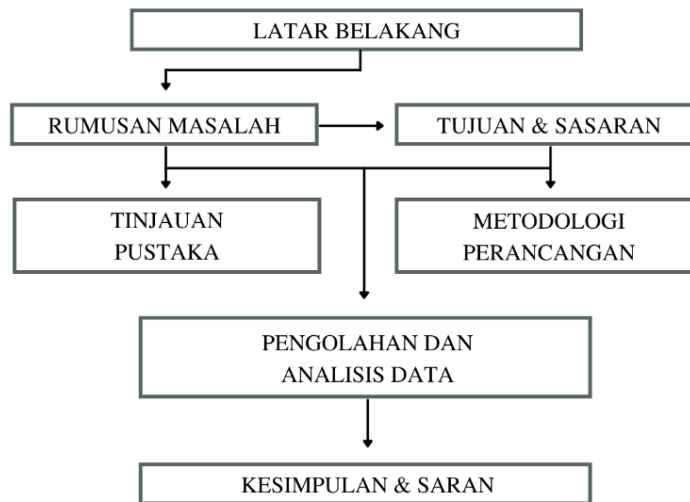 LATAR BELAKANG
RUMUSAN MASALAH
TUJUAN & SASARAN
TINJAUAN
PUSTAKA
METODOLOGI
PERANCANGAN
PENGOLAHAN DAN
ANALISIS DATA
KESIMPULAN & SARAN